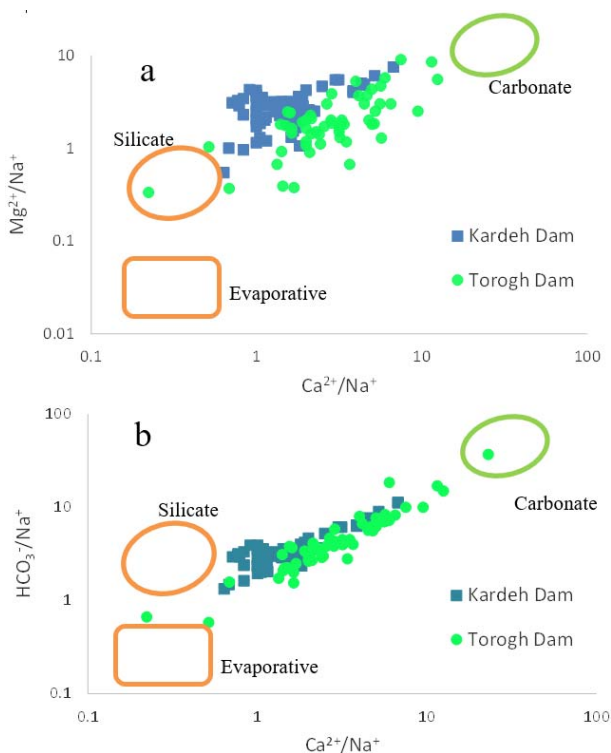 a
10
1
0.1
0.01
Mg²⁺/Na⁺
Silicate
Carbonate
Evaporative
Kardeh Dam
Torogh Dam
0.1 1 10 100
Ca²⁺/Na⁺
b
100
10
1
0.1
HCO₃⁻/Na⁺
Silicate
Carbonate
Evaporative
Kardeh Dam
Torogh Dam
0.1 1 10 100
Ca²⁺/Na⁺